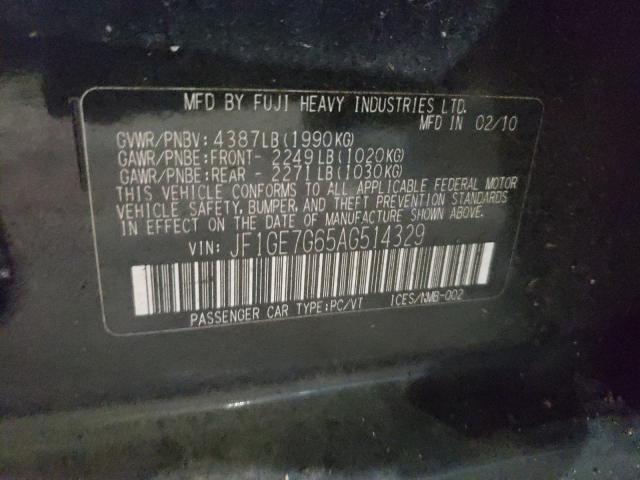 MFD BY FUJI HEAVY INDUSTRIES LTD.
MFD IN 02/10
GVWR/PNBV: 4387LB(1990KG)
GAWR/PNBE:FRONT- 2249LB(1020KG)
GAWR/PNBE:REAR - 2271LB(1030KG)
THIS VEHICLE CONFORMS TO ALL APPLICABLE FEDERAL MOTOR
VEHICLE SAFETY, BUMPER, AND THEFT PREVENTION STANDARDS
IN EFFECT ON THE DATE OF MANUFACTURE SHOWN ABOVE.
VIN: JF1GE7G65AG514329
PASSENGER CAR TYPE:PC/VT ICES/NMB-002